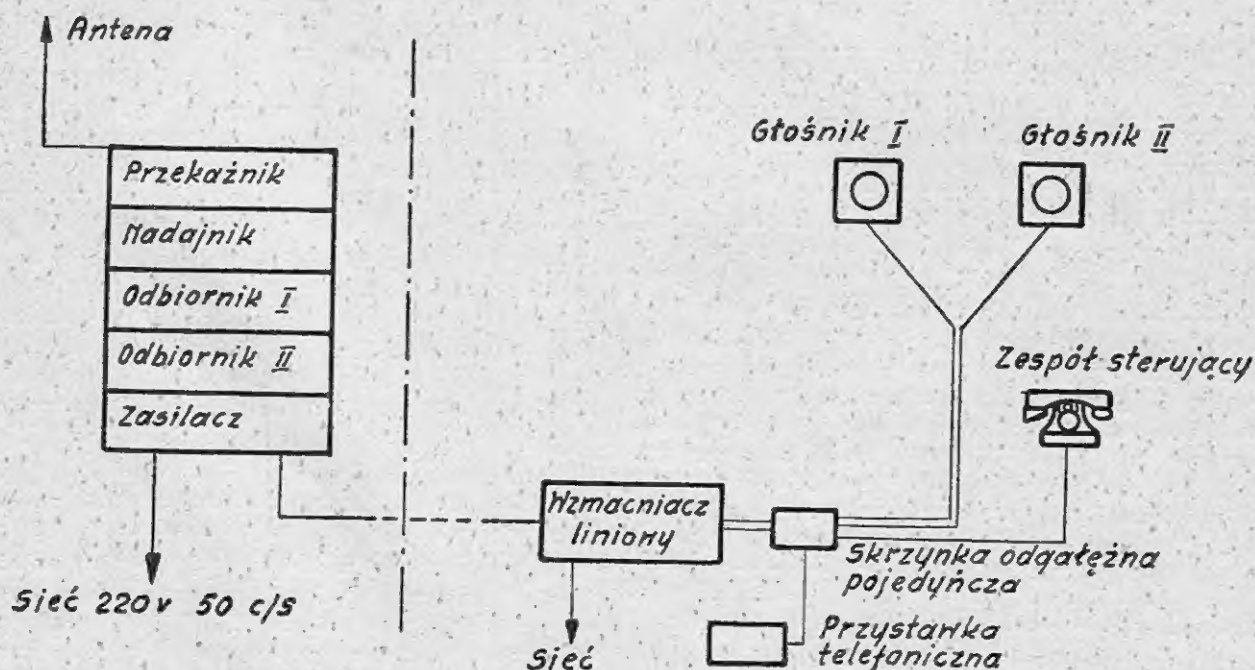 Antena
Przekaźnik
Nadajnik
Odbiornik I
Odbiornik II
Zasilacz
Sieć 220v 50 c/s
Głośnik I
Głośnik II
Zespół sterujący
Wzmacniacz
liniowy
Skrzynka odgałęźna
pojedyńcza
Sieć
Przystawka
telefoniczna